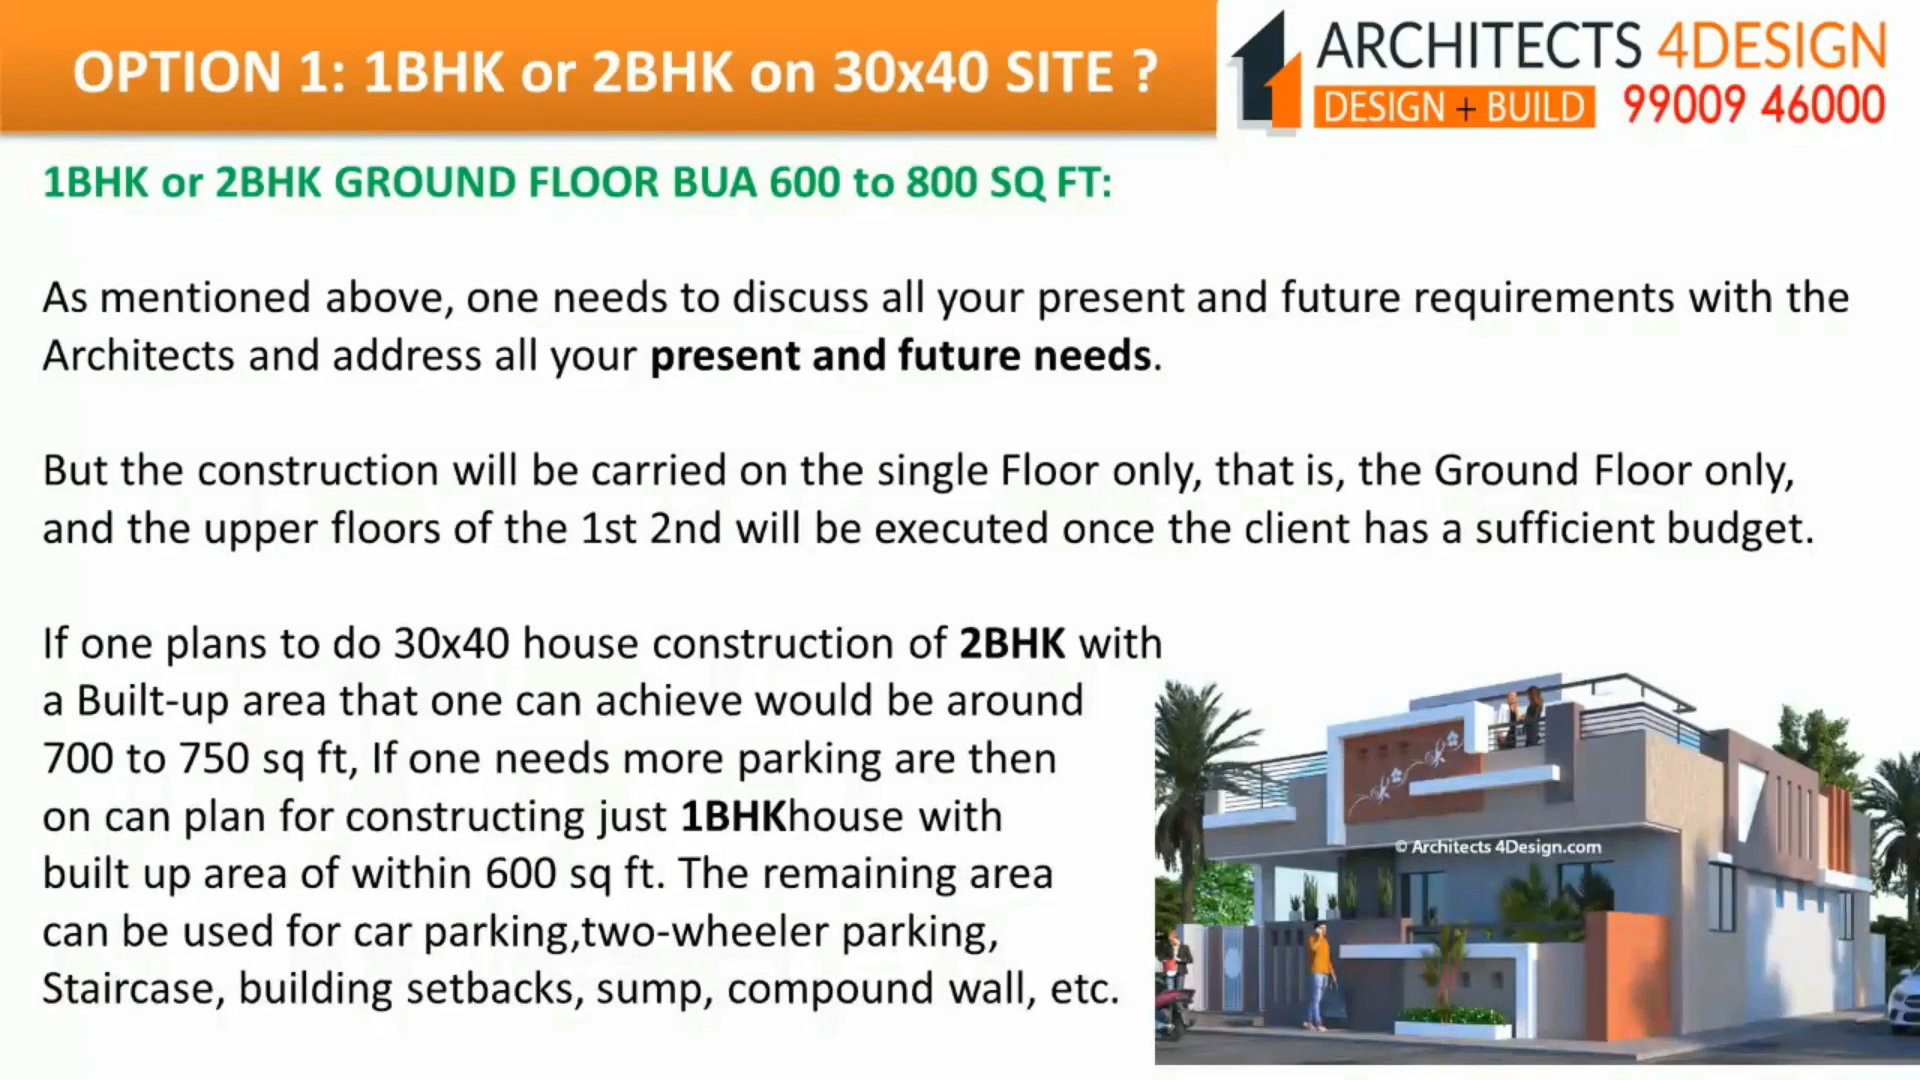 OPTION 1: 1BHK or 2BHK on 30x40 SITE ?
ARCHITECTS 4DESIGN
DESIGN + BUILD 99009 46000
1BHK or 2BHK GROUND FLOOR BUA 600 to 800 SQ FT:
As mentioned above, one needs to discuss all your present and future requirements with the
Architects and address all your present and future needs.
But the construction will be carried on the single Floor only, that is, the Ground Floor only,
and the upper floors of the 1st 2nd will be executed once the client has a sufficient budget.
If one plans to do 30x40 house construction of 2BHK with
a Built-up area that one can achieve would be around
700 to 750 sq ft, If one needs more parking are then
on can plan for constructing just 1BHKhouse with
built up area of within 600 sq ft. The remaining area
can be used for car parking,two-wheeler parking,
Staircase, building setbacks, sump, compound wall, etc.
© Architects 4Design.com